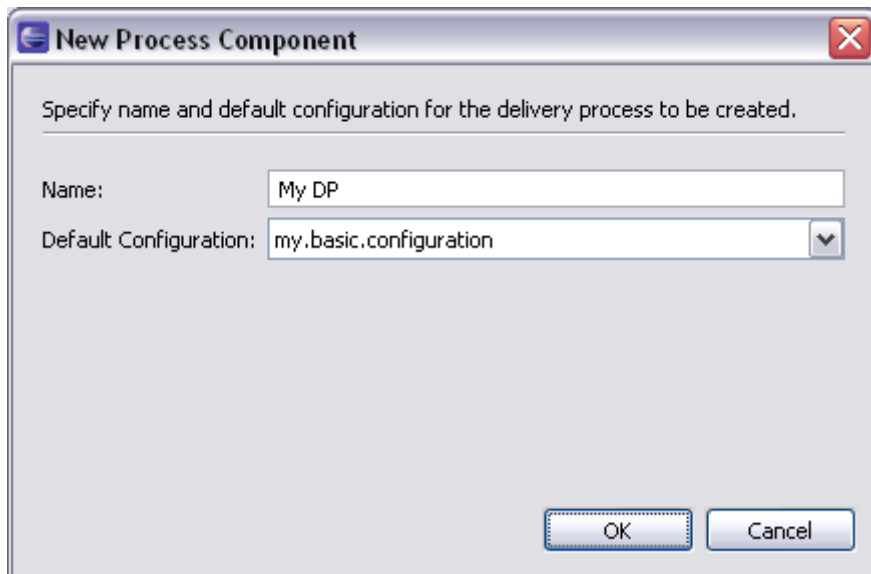 New Process Component
Specify name and default configuration for the delivery process to be created.
Name: My DP
Default Configuration: my.basic.configuration
OK Cancel